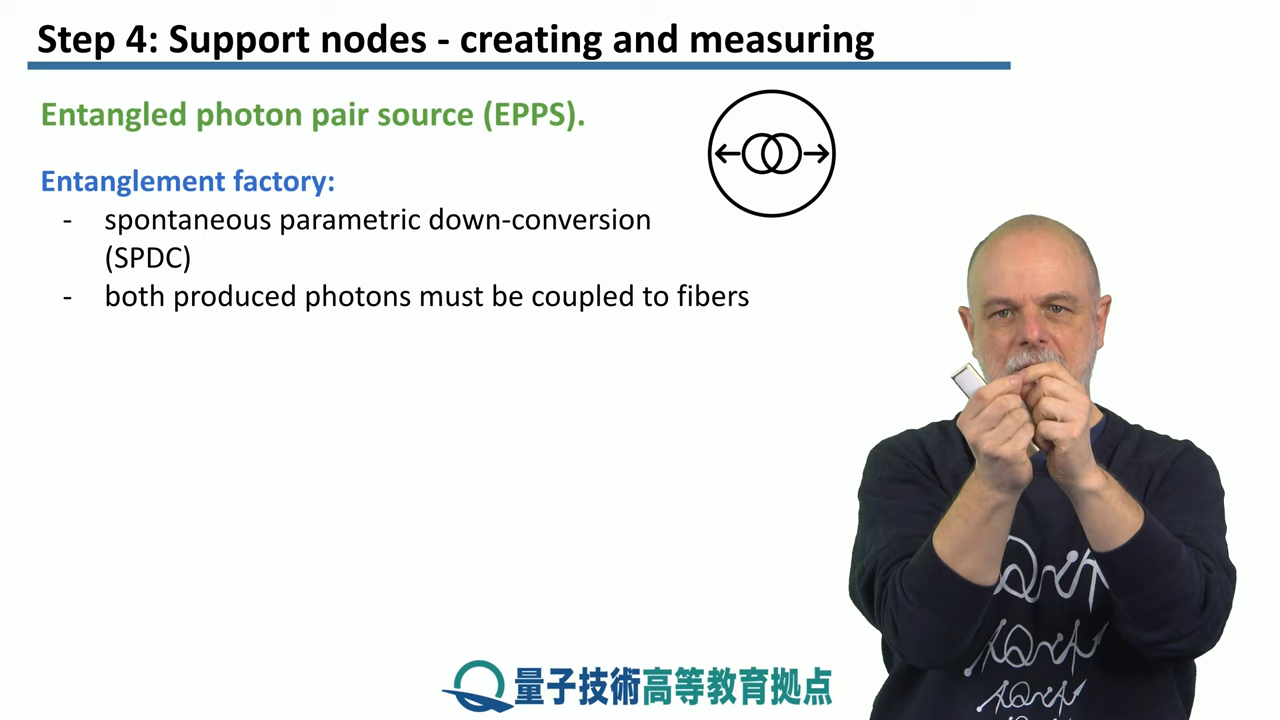 Step 4: Support nodes - creating and measuring
Entangled photon pair source (EPPS).
Entanglement factory:
- spontaneous parametric down-conversion
(SPDC)
- both produced photons must be coupled to fibers
量子技術高等教育拠点